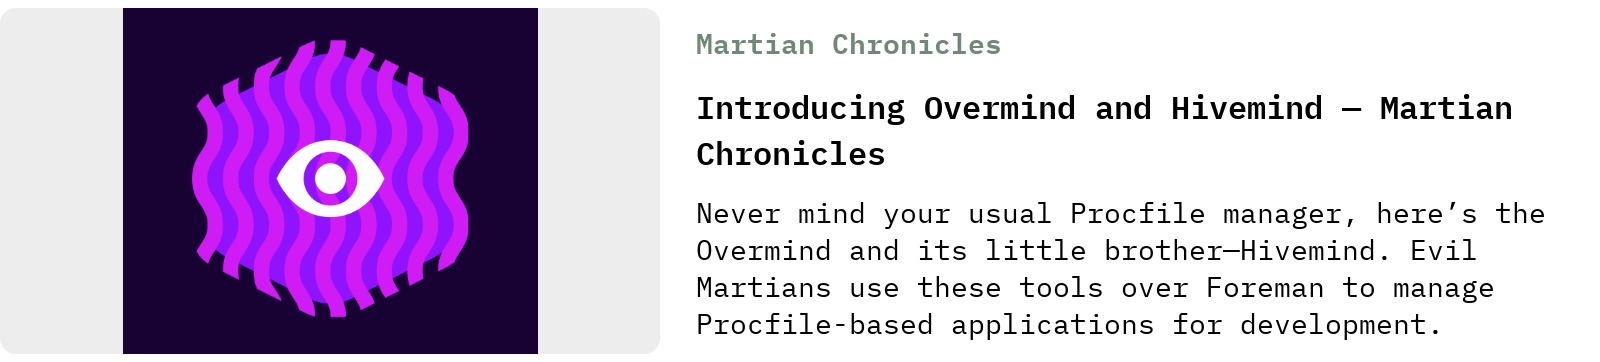 Martian Chronicles
Introducing Overmind and Hivemind — Martian
Chronicles
Never mind your usual Procfile manager, here’s the
Overmind and its little brother—Hivemind. Evil
Martians use these tools over Foreman to manage
Procfile-based applications for development.